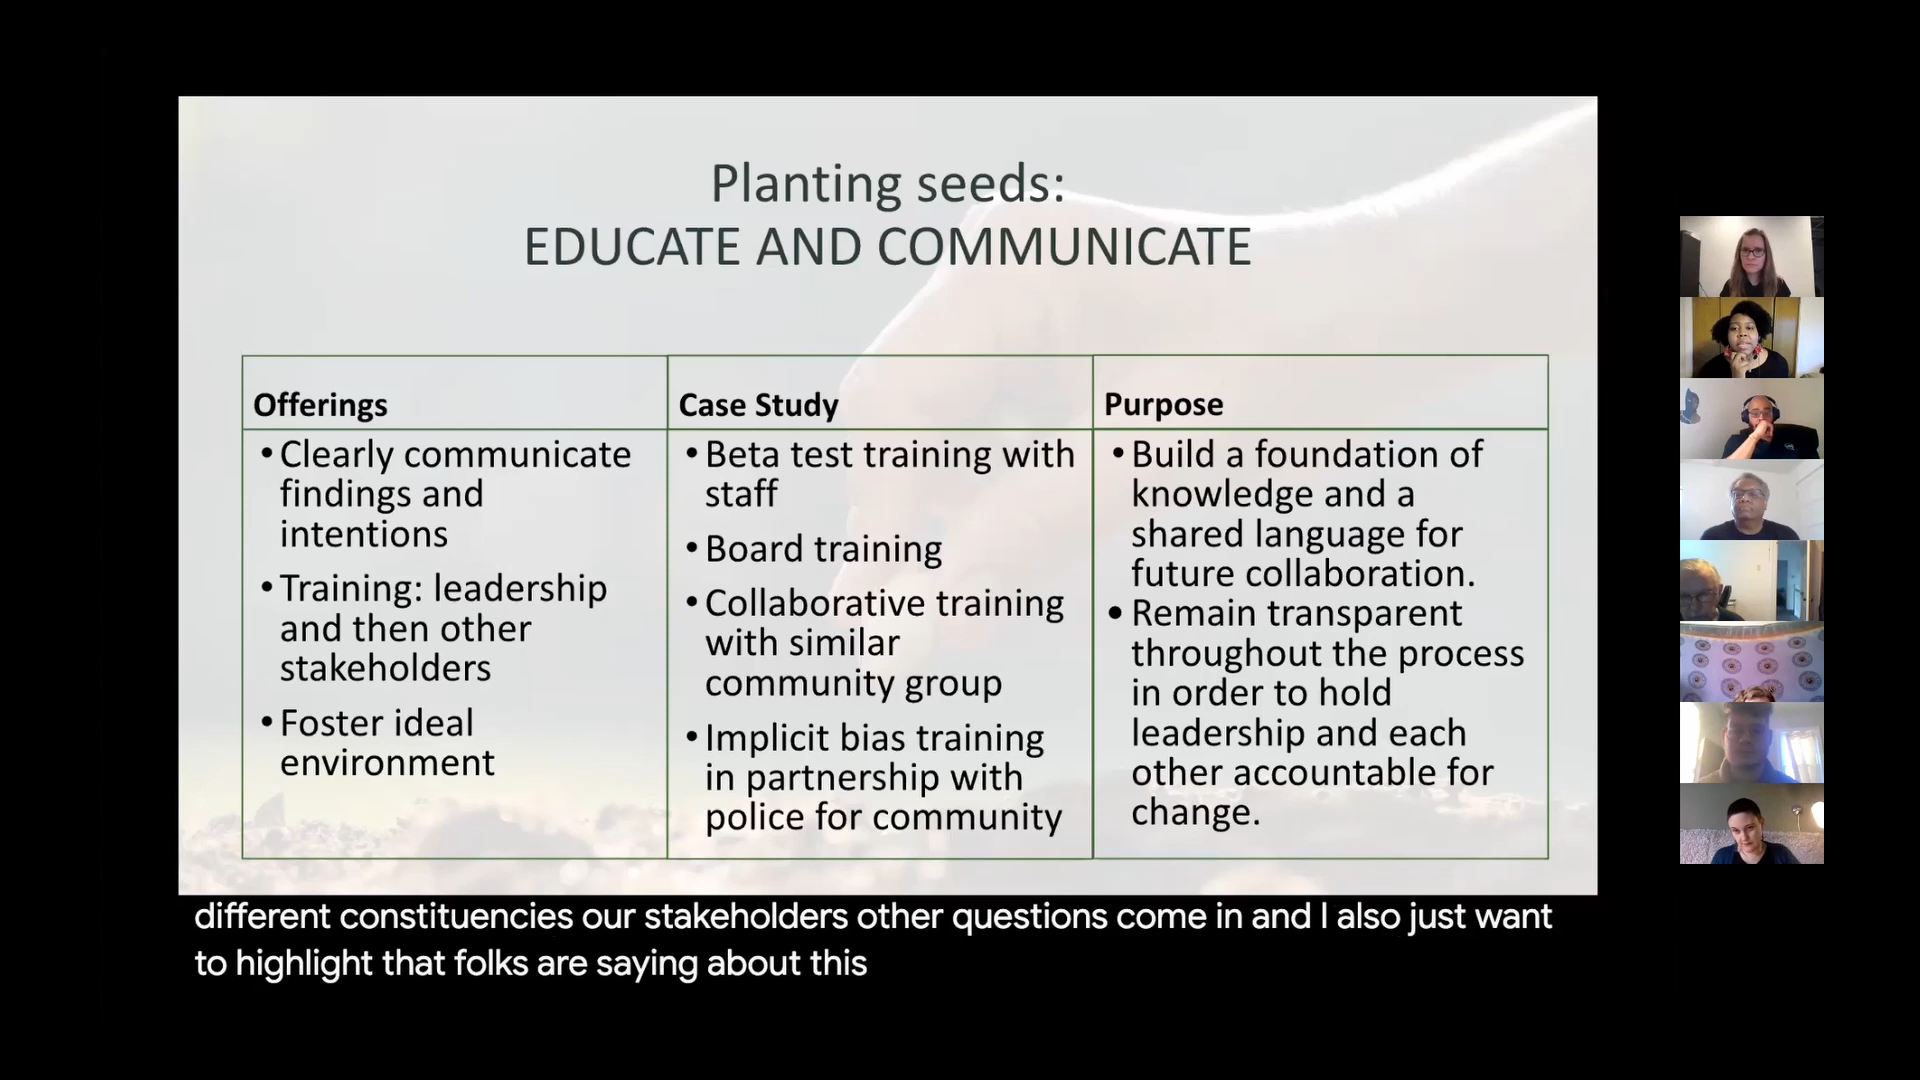 Planting seeds:
EDUCATE AND COMMUNICATE
Offerings
•Clearly communicate
findings and
intentions
•Training: leadership
and then other
stakeholders
•Foster ideal
environment
Case Study
•Beta test training with
staff
•Board training
•Collaborative training
with similar
community group
•Implicit bias training
in partnership with
police for community
Purpose
•Build a foundation of
knowledge and a
shared language for
future collaboration.
•Remain transparent
throughout the process
in order to hold
leadership and each
other accountable for
change.
different constituencies our stakeholders other questions come in and I also just want
to highlight that folks are saying about this